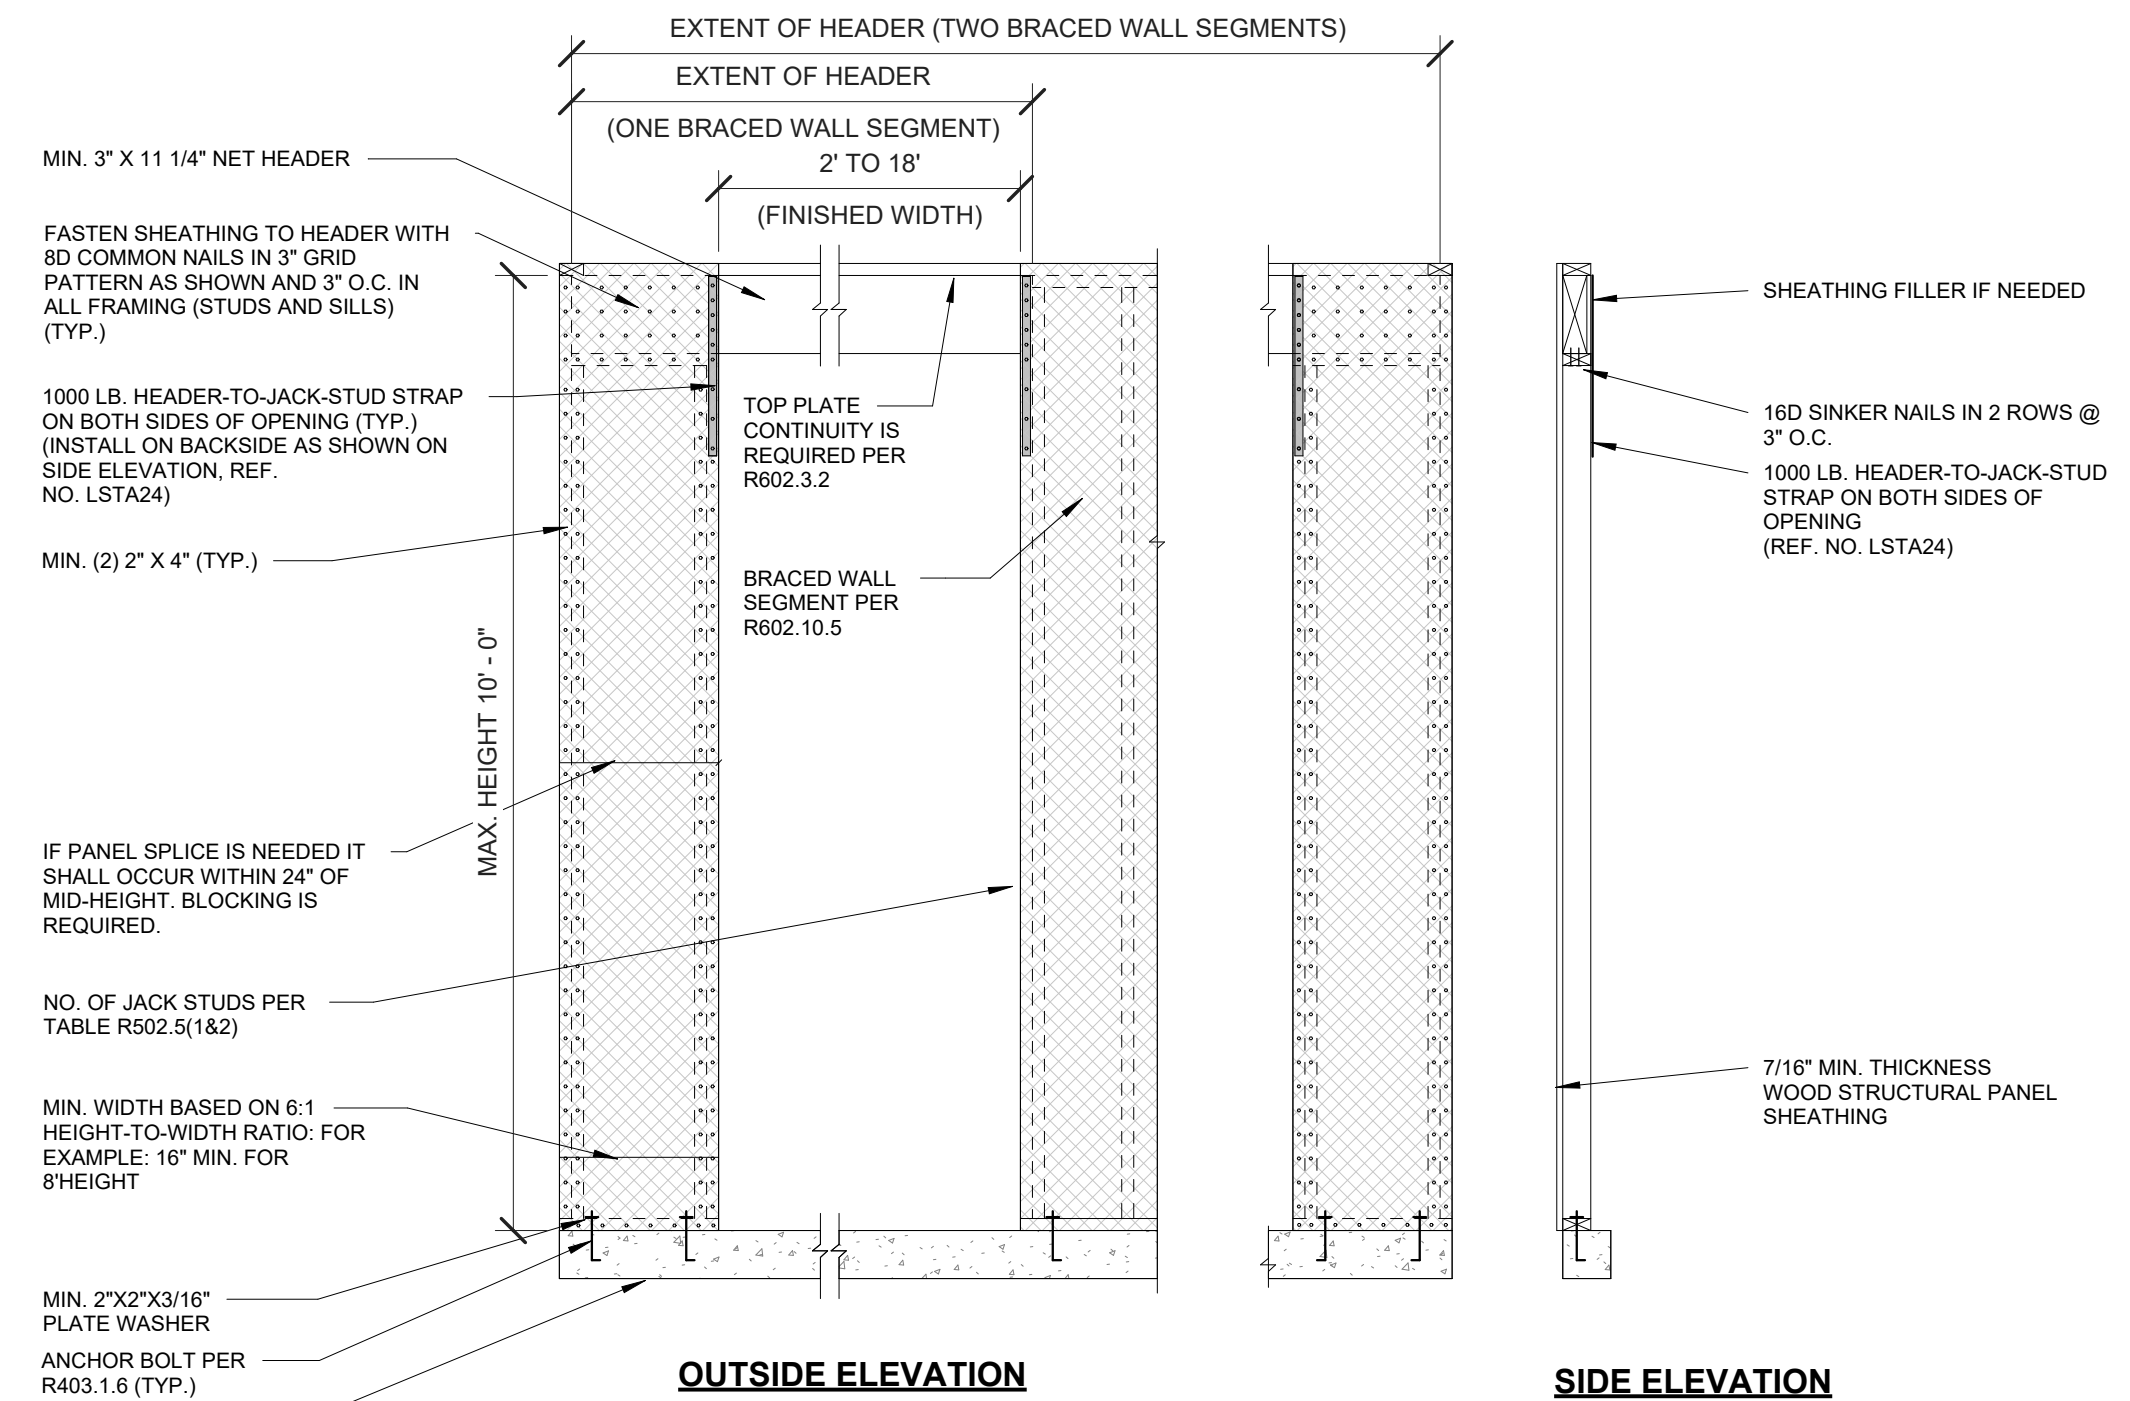 EXTENT OF HEADER (TWO BRACED WALL SEGMENTS)
EXTENT OF HEADER
(ONE BRACED WALL SEGMENT)
2' TO 18'
(FINISHED WIDTH)
MIN. 3" X 11 1/4" NET HEADER
FASTEN SHEATHING TO HEADER WITH
8D COMMON NAILS IN 3" GRID
PATTERN AS SHOWN AND 3" O.C. IN
ALL FRAMING (STUDS AND SILLS)
(TYP.)
1000 LB. HEADER-TO-JACK-STUD STRAP
ON BOTH SIDES OF OPENING (TYP.)
(INSTALL ON BACKSIDE AS SHOWN ON
SIDE ELEVATION, REF.
NO. LSTA24)
MIN. (2) 2" X 4" (TYP.)
MAX. HEIGHT 10' - 0"
IF PANEL SPLICE IS NEEDED IT
SHALL OCCUR WITHIN 24" OF
MID-HEIGHT. BLOCKING IS
REQUIRED.
NO. OF JACK STUDS PER
TABLE R502.5(1&2)
MIN. WIDTH BASED ON 6:1
HEIGHT-TO-WIDTH RATIO: FOR
EXAMPLE: 16" MIN. FOR
8'HEIGHT
MIN. 2"X2"X3/16"
PLATE WASHER
ANCHOR BOLT PER
R403.1.6 (TYP.)
TOP PLATE
CONTINUITY IS
REQUIRED PER
R602.3.2
BRACED WALL
SEGMENT PER
R602.10.5
OUTSIDE ELEVATION
SHEATHING FILLER IF NEEDED
16D SINKER NAILS IN 2 ROWS @
3" O.C.
1000 LB. HEADER-TO-JACK-STUD
STRAP ON BOTH SIDES OF
OPENING
(REF. NO. LSTA24)
7/16" MIN. THICKNESS
WOOD STRUCTURAL PANEL
SHEATHING
SIDE ELEVATION